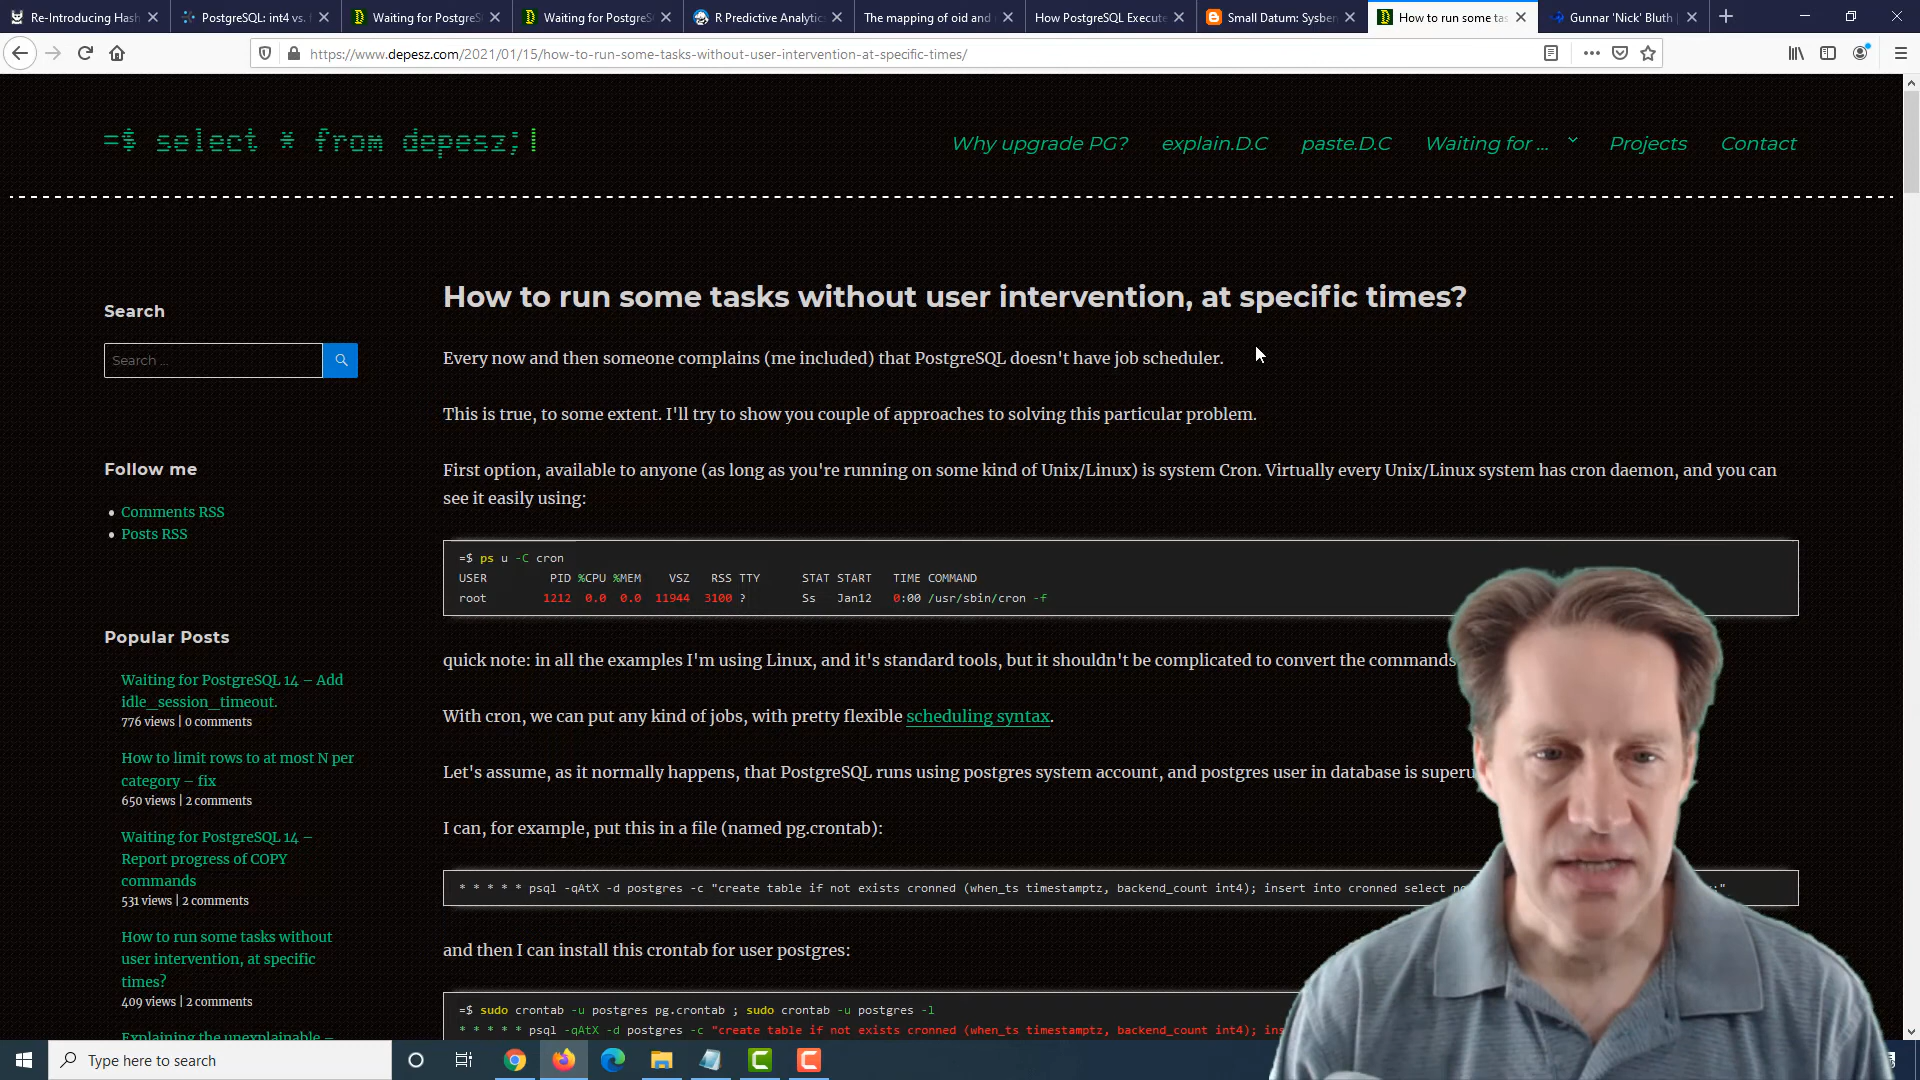 Re-Introducing Hash
PostgreSQL: int4 vs.
Waiting for PostgreS
Waiting for PostgreS
R Predictive Analytic
The mapping of oid and
How PostgreSQL Execute
Small Datum: Sysben
How to run some tas
Gunnar 'Nick' Bluth
https://www.depesz.com/2021/01/15/how-to-run-some-tasks-without-user-intervention-at-specific-times/
=$ select * from depesz;
Why upgrade PG?
explain.D.C
paste.D.C
Waiting for ...
Projects
Contact
Search
Search …
Follow me
Comments RSS
Posts RSS
Popular Posts
Waiting for PostgreSQL 14 – Add
idle_session_timeout.
776 views | 0 comments
How to limit rows to at most N per
category – fix
650 views | 2 comments
Waiting for PostgreSQL 14 –
Report progress of COPY
commands
531 views | 2 comments
How to run some tasks without
user intervention, at specific
times?
409 views | 2 comments
Explaining the unexplainable –
How to run some tasks without user intervention, at specific times?
Every now and then someone complains (me included) that PostgreSQL doesn't have job scheduler.
This is true, to some extent. I'll try to show you couple of approaches to solving this particular problem.
First option, available to anyone (as long as you're running on some kind of Unix/Linux) is system Cron. Virtually every Unix/Linux system has cron daemon, and you can
see it easily using:
=$ ps u -C cron
USER PID %CPU %MEM VSZ RSS TTY STAT START TIME COMMAND
root 1212 0.0 0.0 11944 3100 ? Ss Jan12 0:00 /usr/sbin/cron -f
quick note: in all the examples I'm using Linux, and it's standard tools, but it shouldn't be complicated to convert the commands
With cron, we can put any kind of jobs, with pretty flexible scheduling syntax.
Let's assume, as it normally happens, that PostgreSQL runs using postgres system account, and postgres user in database is superu
I can, for example, put this in a file (named pg.crontab):
* * * * * psql -qAtX -d postgres -c "create table if not exists cronned (when_ts timestamptz, backend_count int4); insert into cronned select no
and then I can install this crontab for user postgres:
=$ sudo crontab -u postgres pg.crontab ; sudo crontab -u postgres -l
* * * * * psql -qAtX -d postgres -c "create table if not exists cronned (when_ts timestamptz, backend_count int4); ins
Type here to search